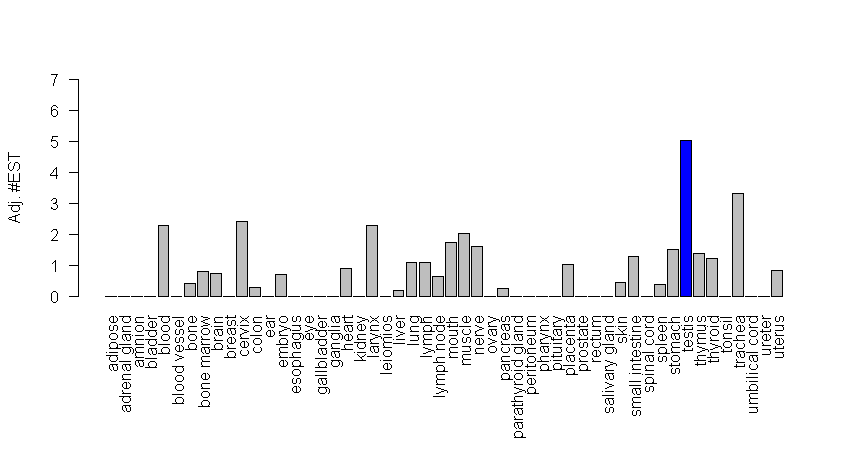 Adj. #EST
7
6
5
4
3
2
1
0
adipose
adrenal gland
amnion
bladder
blood
blood vessel
bone
bone marrow
brain
breast
cervix
colon
ear
embryo
esophagus
eye
gallbladder
ganglia
heart
kidney
larynx
leiomios
liver
lung
lymph
lymph node
mouth
muscle
nerve
ovary
pancreas
parathyroid gland
peritoneum
pharynx
pituitary
placenta
prostate
rectum
salivary gland
skin
small intestine
spinal cord
spleen
stomach
testis
thymus
thyroid
tonsil
trachea
umbilical cord
ureter
uterus